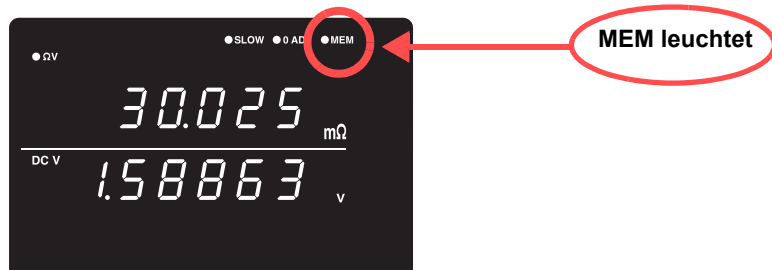 ●SLOW ●0 ADJ ●MEM
MEM leuchtet
●ΩV
30.025 mΩ
DC V
1.58863 V